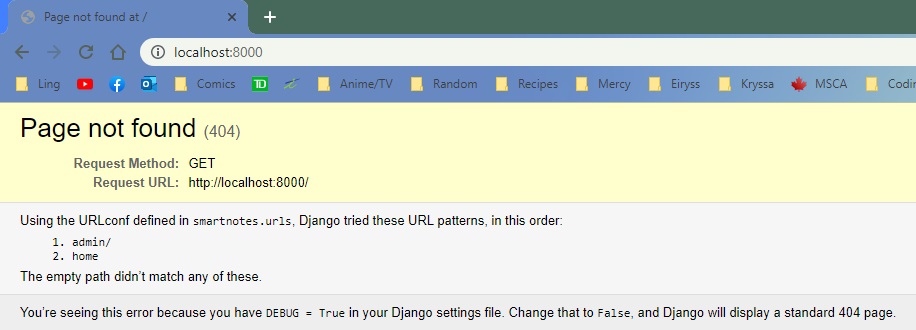 Page not found at /
localhost:8000
Ling Comics TD Anime/TV Random Recipes Mercy Eiryss Kryssa MSCA Codin
Page not found (404)
Request Method: GET
Request URL: http://localhost:8000/
Using the URLconf defined in smartnotes.urls, Django tried these URL patterns, in this order:
1. admin/
2. home
The empty path didn't match any of these.
You're seeing this error because you have DEBUG = True in your Django settings file. Change that to False, and Django will display a standard 404 page.